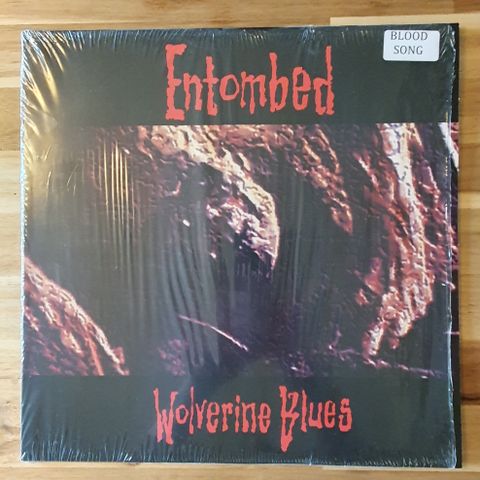 BLOOD
SONG
Entombed
Wolverine Blues